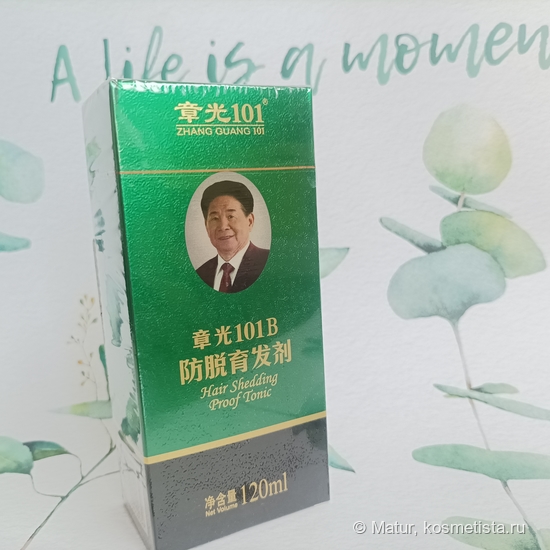 A life is a momen
章光101®
ZHANG GUANG 101
章光101B
防脱育发剂
Hair Shedding
Proof Tonic
净含量 120ml
Net Volume
© Matur, kosmetista.ru